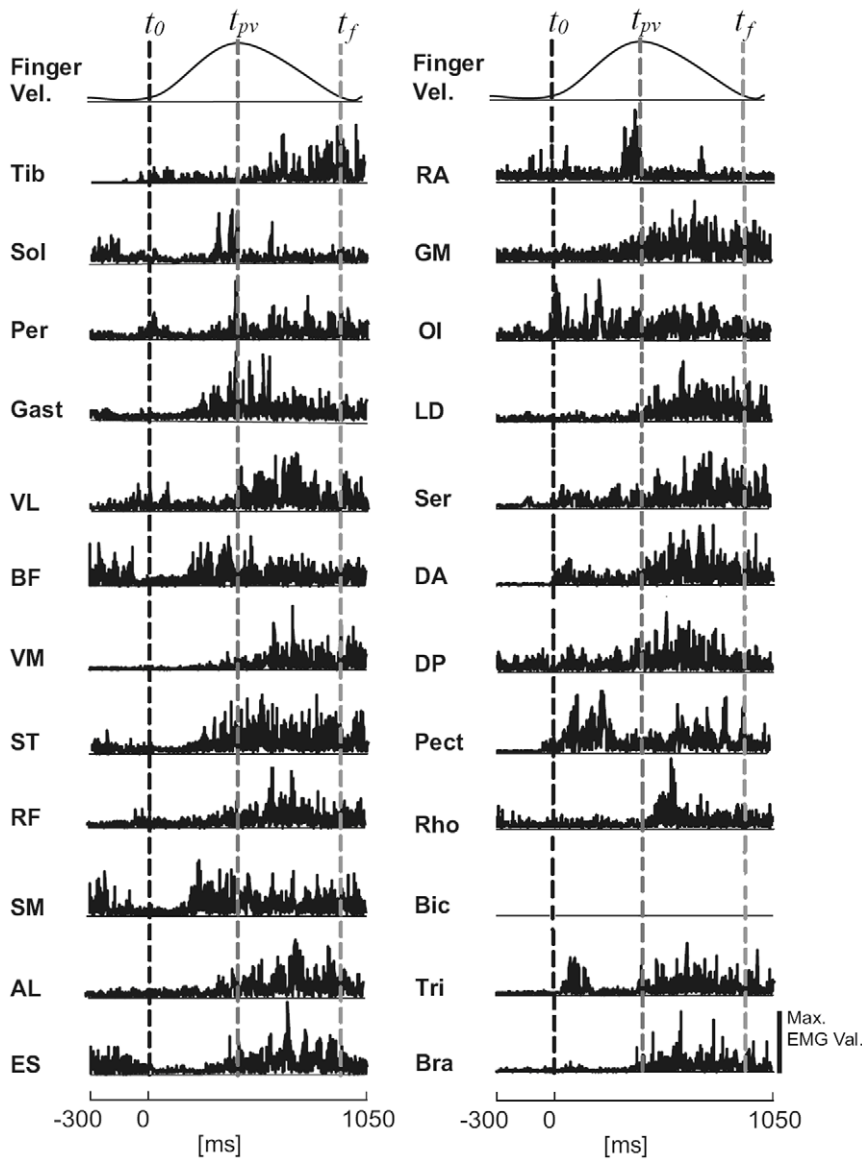 t0 tpv tf
Finger
Vel.
Tib
Sol
Per
Gast
VL
BF
VM
ST
RF
SM
AL
ES
-300 0 1050
[ms]
t0 tpv tf
Finger
Vel.
RA
GM
OI
LD
Ser
DA
DP
Pect
Rho
Bic
Tri
Bra
Max.
EMG Val.
-300 0 1050
[ms]